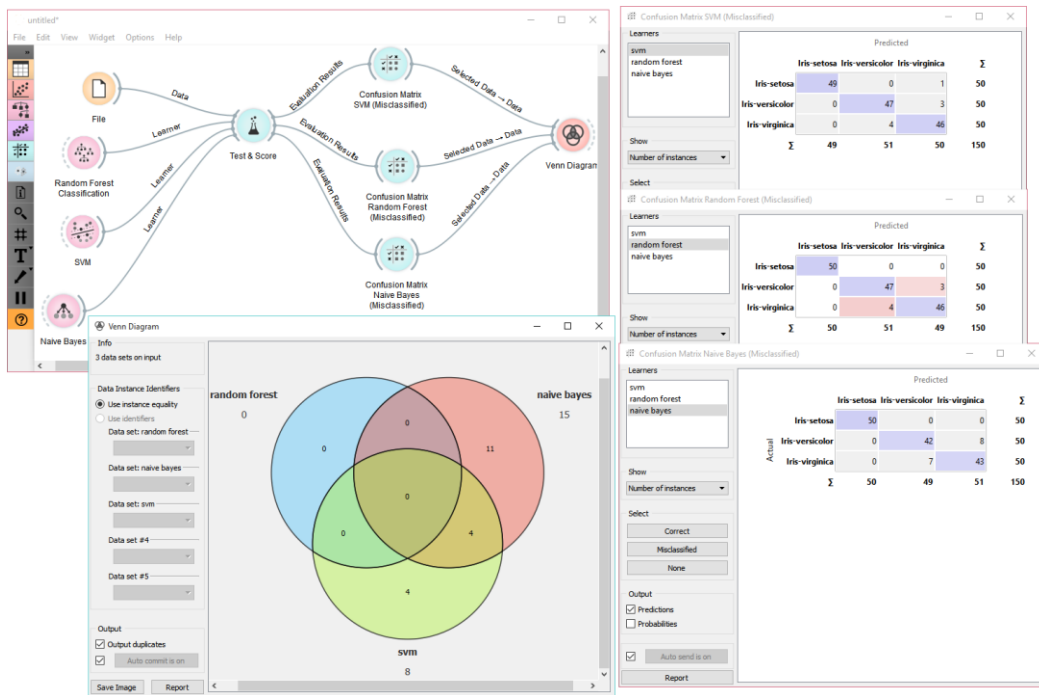 untitled*
File Edit View Widget Options Help
File
Data
Learner
Learner
Learner
Random Forest
Classification
SVM
Naive Bayes
Test & Score
Evaluation Results
Evaluation Results
Evaluation Results
Confusion Matrix
SVM (Misclassified)
Confusion Matrix
Random Forest
(Misclassified)
Confusion Matrix
Naive Bayes
(Misclassified)
Selected Data → Data
Selected Data → Data
Selected Data → Data
Venn Diagram
Confusion Matrix SVM (Misclassified)
Learners
svm
random forest
naive bayes
Show
Number of instances
Select
Predicted
Iris-setosa Iris-versicolor Iris-virginica Σ
Iris-setosa 49 0 1 50
Iris-versicolor 0 47 3 50
Iris-virginica 0 4 46 50
Σ 49 51 50 150
Confusion Matrix Random Forest (Misclassified)
Learners
svm
random forest
naive bayes
Show
Number of instances
Predicted
Iris-setosa Iris-versicolor Iris-virginica Σ
Iris-setosa 50 0 0 50
Iris-versicolor 0 47 3 50
Iris-virginica 0 4 46 50
Σ 50 51 49 150
Confusion Matrix Naive Bayes (Misclassified)
Learners
svm
random forest
naive bayes
Show
Number of instances
Select
Correct
Misclassified
None
Output
Predictions
Probabilities
Auto send is on
Report
Predicted
Actual
Iris-setosa Iris-versicolor Iris-virginica Σ
Iris-setosa 50 0 0 50
Iris-versicolor 0 42 8 50
Iris-virginica 0 7 43 50
Σ 50 49 51 150
Venn Diagram
Info
3 data sets on input
Data Instance Identifiers
Use instance equality
Use identifiers
Data set: random forest
Data set: naive bayes
Data set: svm
Data set #4
Data set #5
Output
Output duplicates
Auto commit is on
Save Image Report
random forest
0
naive bayes
15
0
0
11
0
0
4
4
svm
8